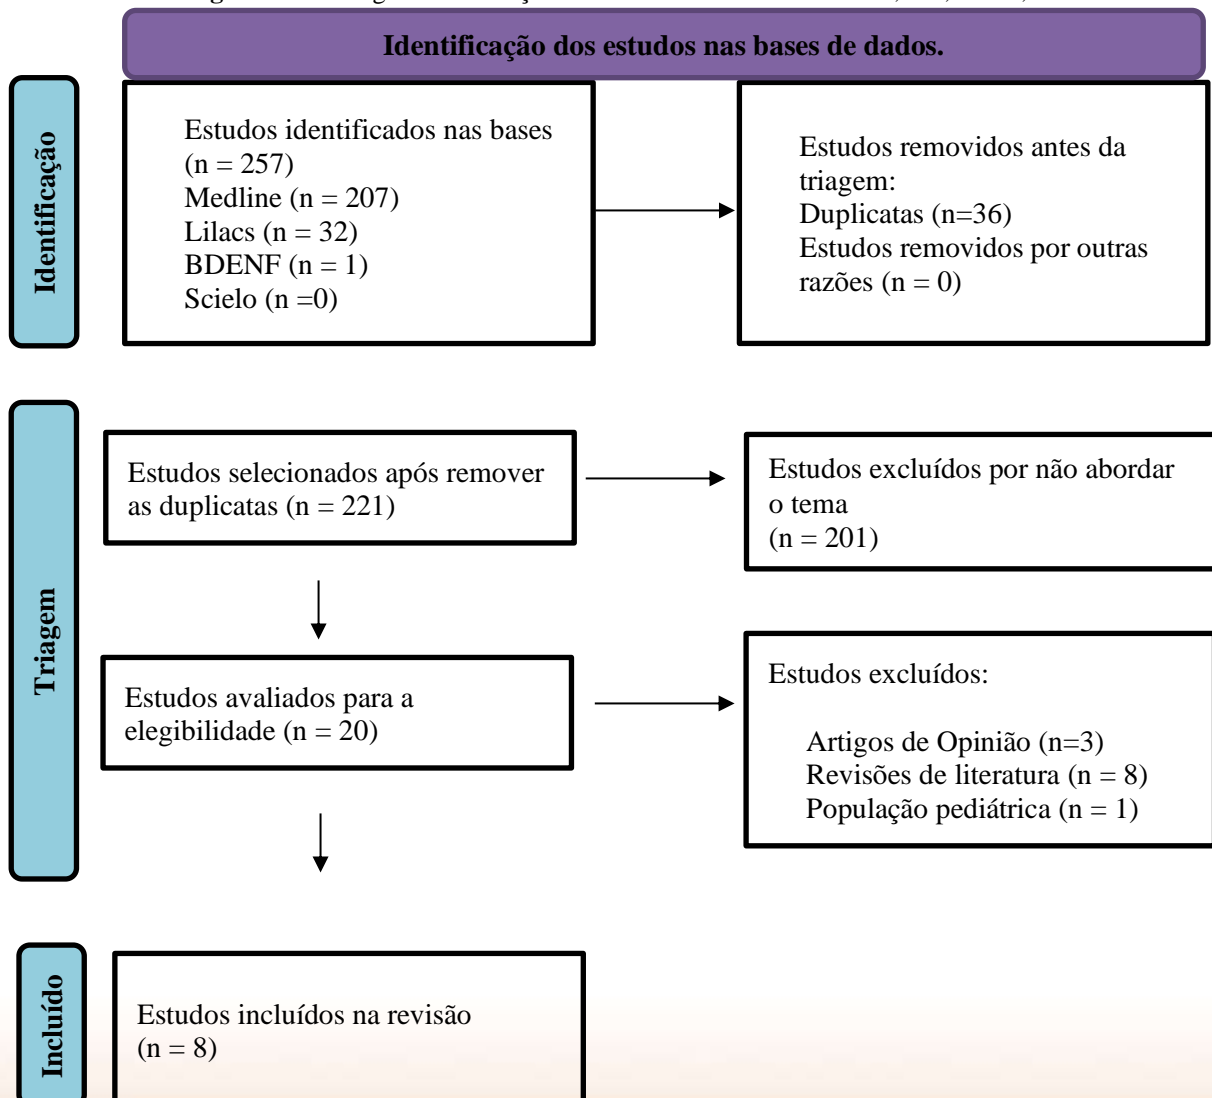 Identificação dos estudos nas bases de dados.
Identificação
Estudos identificados nas bases
(n = 257)
Medline (n = 207)
Lilacs (n = 32)
BDENF (n = 1)
Scielo (n =0)
Estudos removidos antes da
triagem:
Duplicatas (n=36)
Estudos removidos por outras
razões (n = 0)
Triagem
Estudos selecionados após remover
as duplicatas (n = 221)
Estudos excluídos por não abordar
o tema
(n = 201)
Estudos avaliados para a
elegibilidade (n = 20)
Estudos excluídos:
Artigos de Opinião (n=3)
Revisões de literatura (n = 8)
População pediátrica (n = 1)
Incluído
Estudos incluídos na revisão
(n = 8)